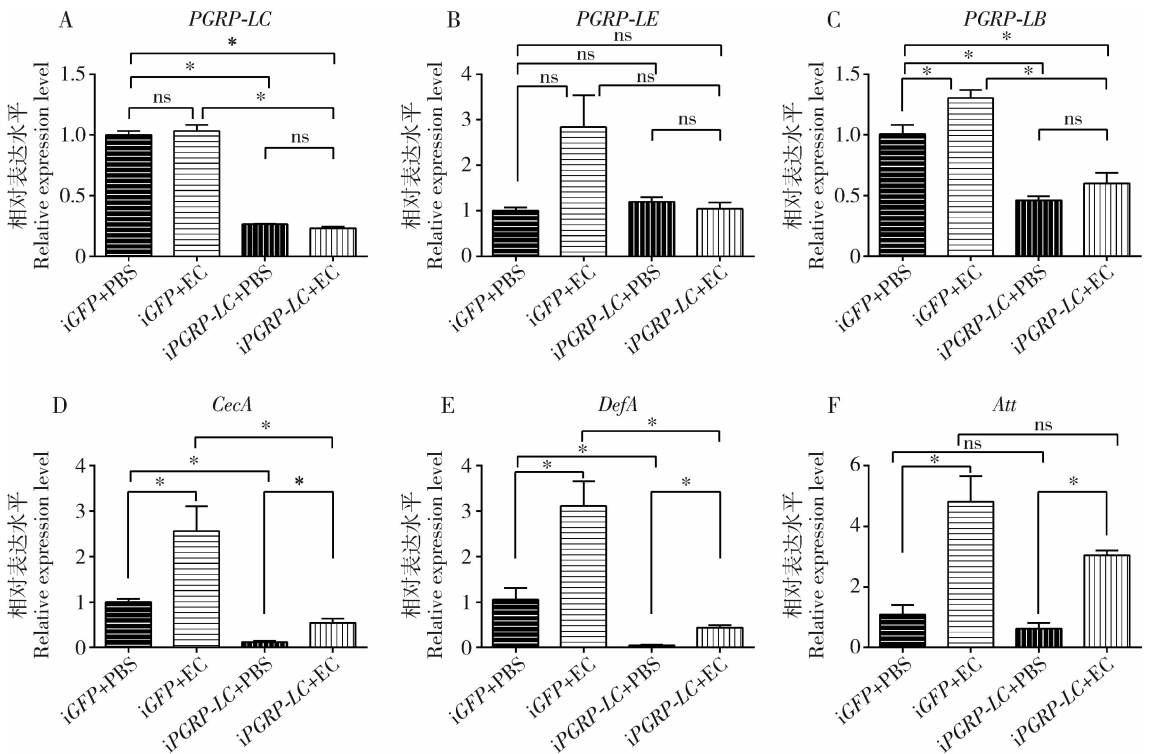 A
PGRP-LC
*
*
ns
*
ns
相对表达水平
Relative expression level
1.5
1.0
0.5
0
iGFP+PBS
iGFP+EC
iPGRP-LC+PBS
iPGRP-LC+EC
B
PGRP-LE
ns
ns
ns
ns
ns
相对表达水平
Relative expression level
4
3
2
1
0
iGFP+PBS
iGFP+EC
iPGRP-LC+PBS
iPGRP-LC+EC
C
PGRP-LB
*
*
*
*
ns
相对表达水平
Relative expression level
1.5
1.0
0.5
0
iGFP+PBS
iGFP+EC
iPGRP-LC+PBS
iPGRP-LC+EC
D
CecA
*
*
*
*
相对表达水平
Relative expression level
4
3
2
1
0
iGFP+PBS
iGFP+EC
iPGRP-LC+PBS
iPGRP-LC+EC
E
DefA
*
*
*
*
相对表达水平
Relative expression level
4
3
2
1
0
iGFP+PBS
iGFP+EC
iPGRP-LC+PBS
iPGRP-LC+EC
F
Att
ns
ns
*
*
相对表达水平
Relative expression level
6
4
2
0
iGFP+PBS
iGFP+EC
iPGRP-LC+PBS
iPGRP-LC+EC